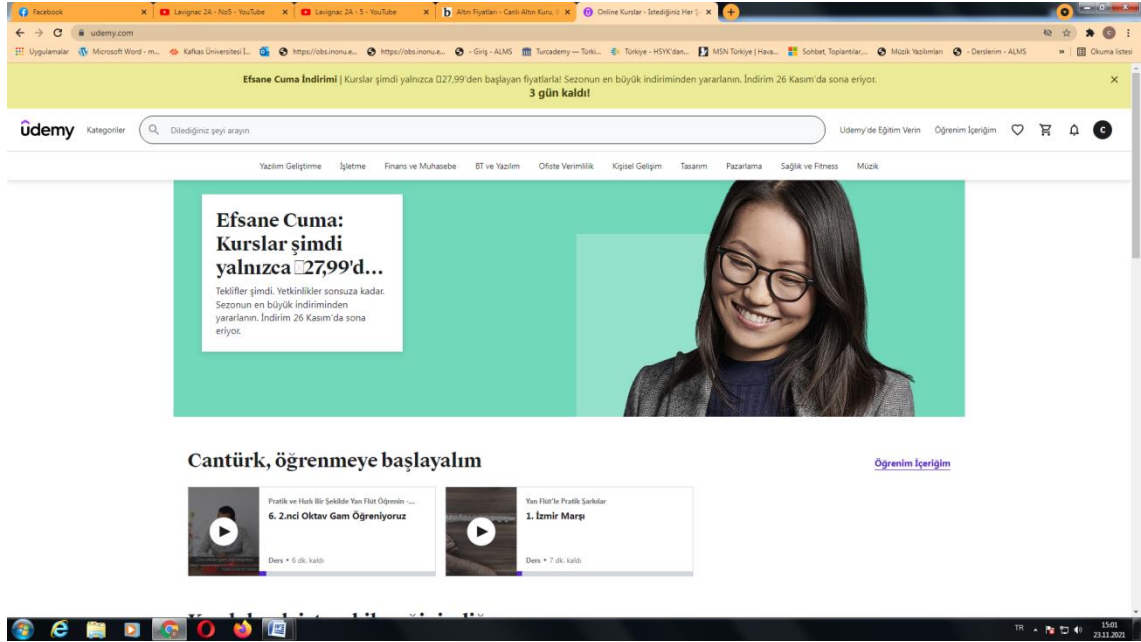 Facebook
Lavignac 2A - No5 - YouTube
Lavignac 2A - 5 - YouTube
Altın Fiyatları - Canlı Altın Kuru,
Online Kurslar - İstediğiniz Her Ş
udemy.com
Uygulamalar
Microsoft Word - m...
Kafkas Üniversitesi İ...
https://obs.inonu.e...
https://obs.inonu.e...
- Giriş - ALMS
Turcademy — Türki...
Türkiye - HSYK'dan...
MSN Türkiye | Hava...
Sohbet, Toplantılar,...
Müzik Yazılımları
- Derslerim - ALMS
»
Okuma listesi
Efsane Cuma İndirimi | Kurslar şimdi yalnızca 27,99'den başlayan fiyatlarla! Sezonun en büyük indiriminden yararlanın. İndirim 26 Kasım'da sona eriyor.
3 gün kaldı!
ûdemy
Kategoriler
Dilediğiniz şeyi arayın
Udemy'de Eğitim Verin
Öğrenim İçeriğim
C
Yazılım Geliştirme
İşletme
Finans ve Muhasebe
BT ve Yazılım
Ofiste Verimlilik
Kişisel Gelişim
Tasarım
Pazarlama
Sağlık ve Fitness
Müzik
Efsane Cuma:
Kurslar şimdi
yalnızca 27,99'd...
Teklifler şimdi. Yetkinlikler sonsuza kadar.
Sezonun en büyük indiriminden
yararlanın. İndirim 26 Kasım'da sona
eriyor.
Cantürk, öğrenmeye başlayalım
Öğrenim İçeriğim
Pratik ve Hızlı Bir Şekilde Yan Flüt Öğrenin -...
6. 2.nci Oktav Gam Öğreniyoruz
Ders • 6 dk. kaldı
Yan Flüt'le Pratik Şarkılar
1. İzmir Marşı
Ders • 7 dk. kaldı
TR
15:01
23.11.2021